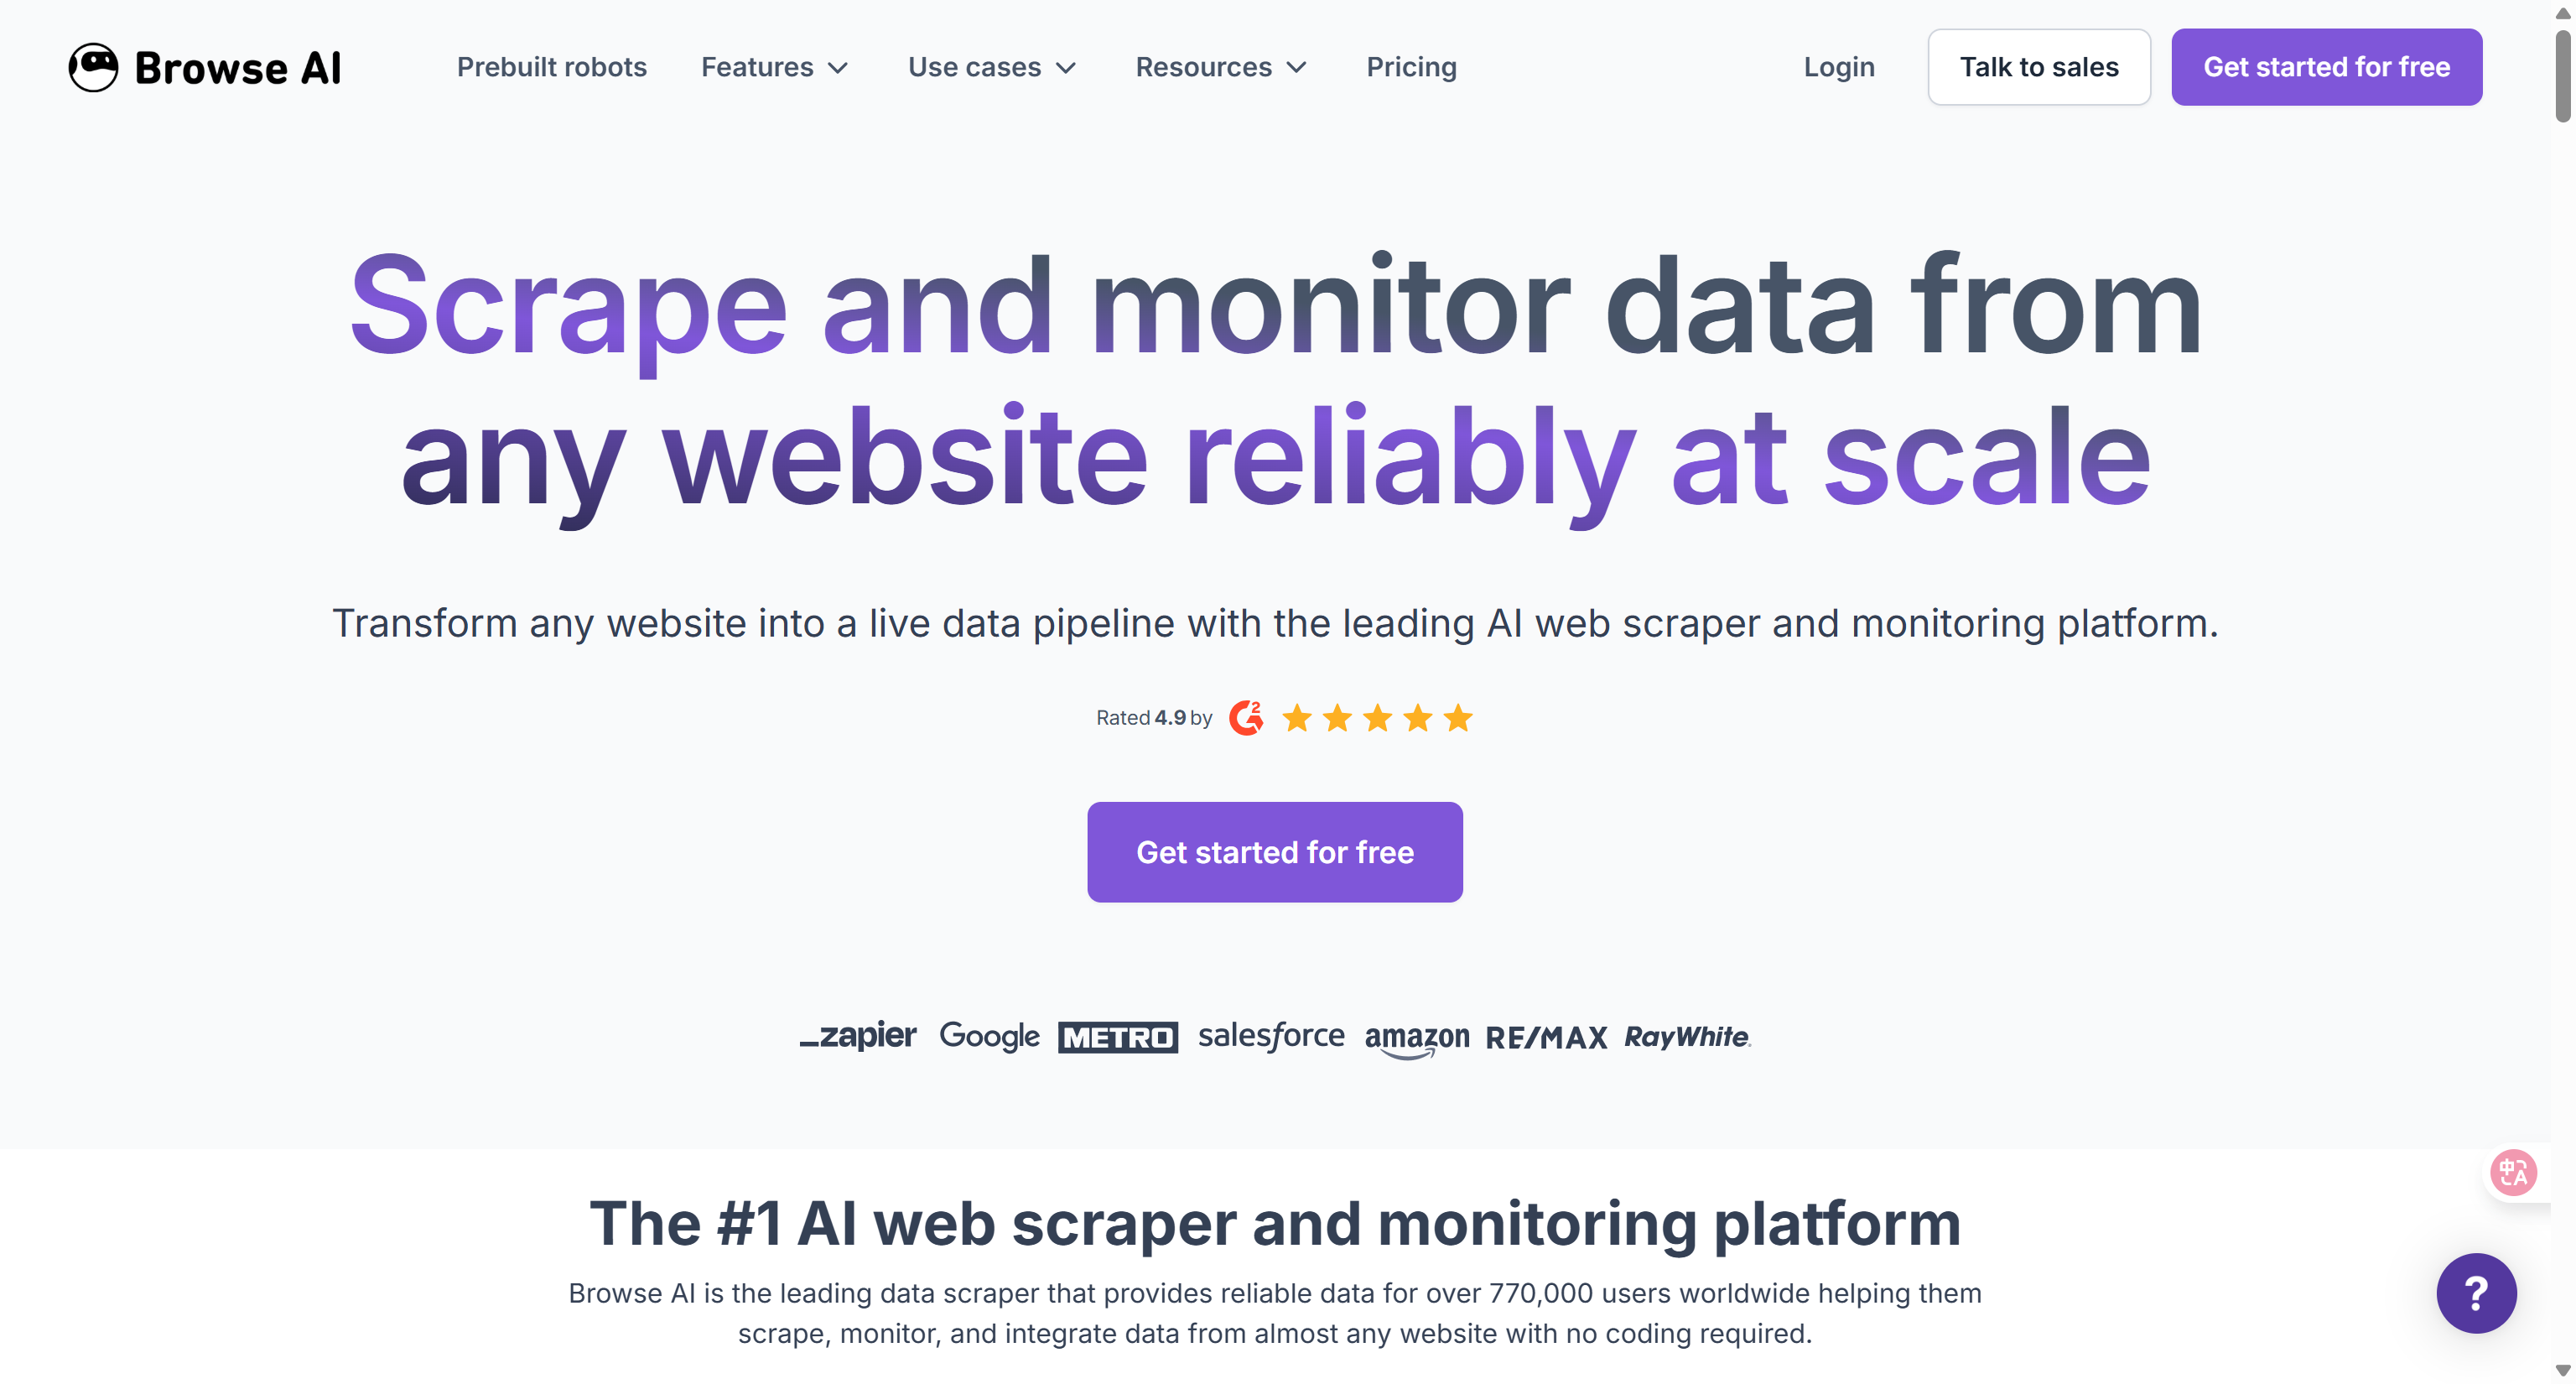 Browse AI
Prebuilt robots
Features
Use cases
Resources
Pricing
Login
Talk to sales
Get started for free
Scrape and monitor data from
any website reliably at scale
Transform any website into a live data pipeline with the leading AI web scraper and monitoring platform.
Rated 4.9 by G2
Get started for free
zapier Google METRO salesforce amazon RE/MAX RayWhite.
The #1 AI web scraper and monitoring platform
Browse AI is the leading data scraper that provides reliable data for over 770,000 users worldwide helping them
scrape, monitor, and integrate data from almost any website with no coding required.
中A
?